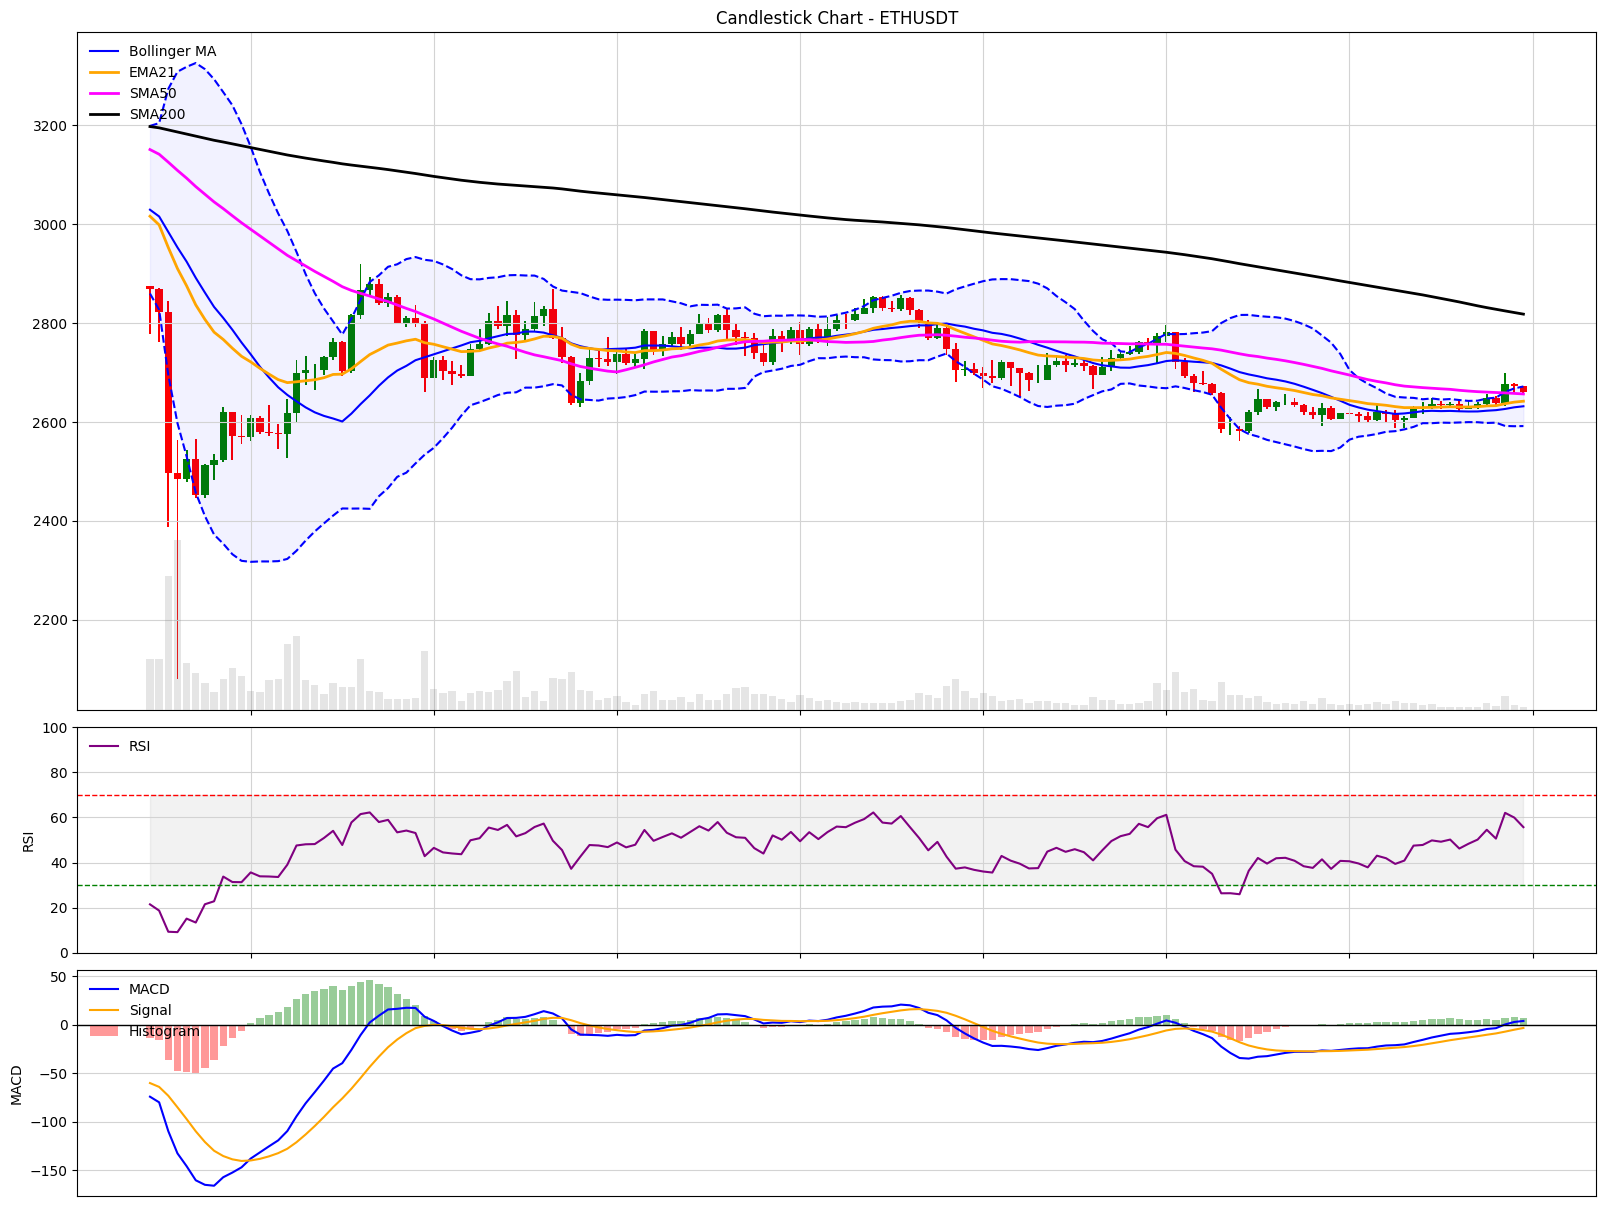 Candlestick Chart - ETHUSDT
Bollinger MA
EMA21
SMA50
SMA200
3200
3000
2800
2600
2400
2200
100
80
60
40
20
0
RSI
RSI
50
0
−50
−100
−150
MACD
MACD
Signal
Histogram